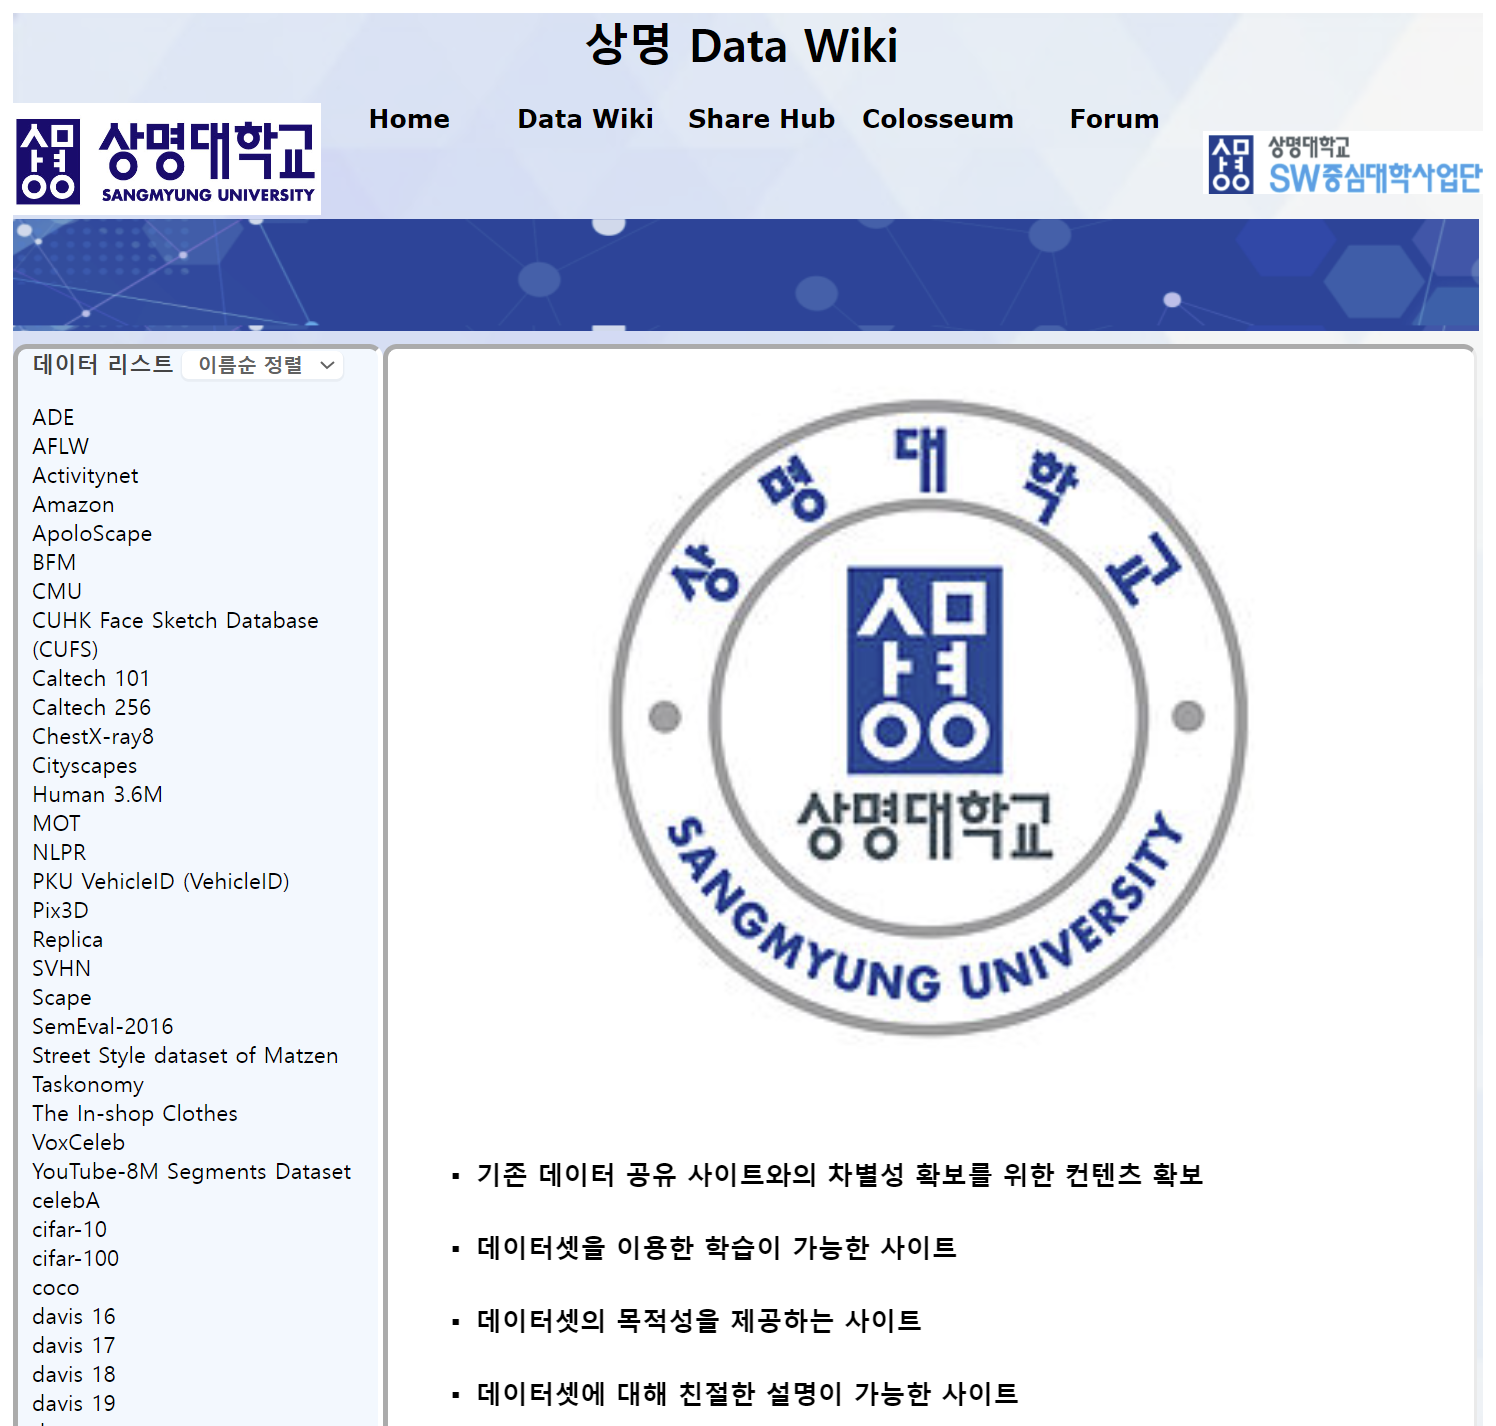 상명 Data Wiki
Home Data Wiki Share Hub Colosseum Forum
상명
상명대학교
SANGMYUNG UNIVERSITY
상명
상명대학교
SW중심대학사업단
데이터 리스트 이름순 정렬
ADE
AFLW
Activitynet
Amazon
ApoloScape
BFM
CMU
CUHK Face Sketch Database
(CUFS)
Caltech 101
Caltech 256
ChestX-ray8
Cityscapes
Human 3.6M
MOT
NLPR
PKU VehicleID (VehicleID)
Pix3D
Replica
SVHN
Scape
SemEval-2016
Street Style dataset of Matzen
Taskonomy
The In-shop Clothes
VoxCeleb
YouTube-8M Segments Dataset
celebA
cifar-10
cifar-100
coco
davis 16
davis 17
davis 18
davis 19
상명대학교
상명
상명대학교
SANGMYUNG UNIVERSITY
▪ 기존 데이터 공유 사이트와의 차별성 확보를 위한 컨텐츠 확보
▪ 데이터셋을 이용한 학습이 가능한 사이트
▪ 데이터셋의 목적성을 제공하는 사이트
▪ 데이터셋에 대해 친절한 설명이 가능한 사이트